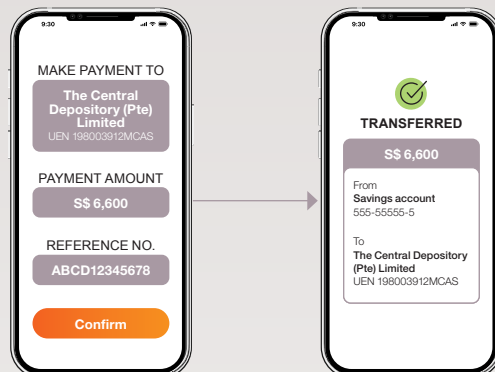 9:30
MAKE PAYMENT TO
The Central
Depository (Pte)
Limited
UEN 198003912MCAS
PAYMENT AMOUNT
S$ 6,600
REFERENCE NO.
ABCD12345678
Confirm
9:30
TRANSFERRED
S$ 6,600
From
Savings account
555-55555-5
To
The Central Depository
(Pte) Limited
UEN 198003912MCAS